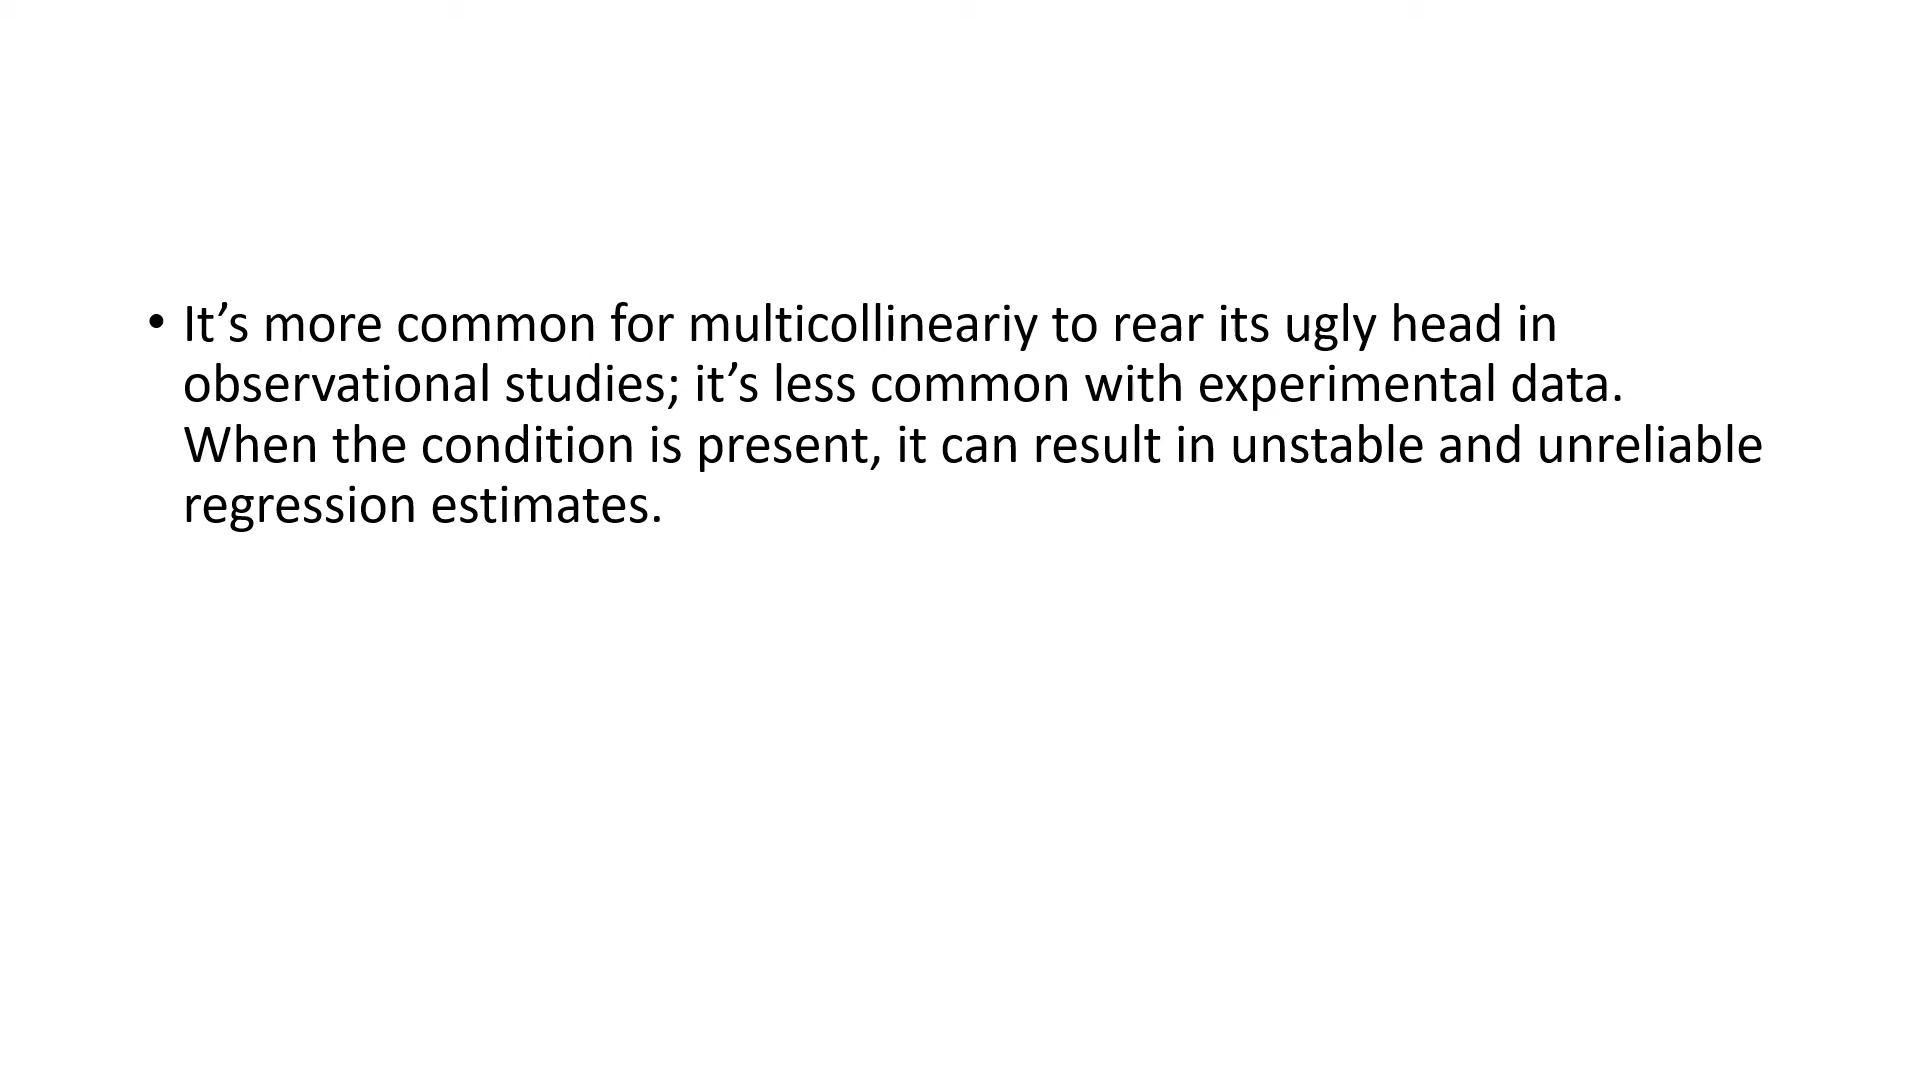 • It’s more common for multicollineariy to rear its ugly head in
observational studies; it’s less common with experimental data.
When the condition is present, it can result in unstable and unreliable
regression estimates.